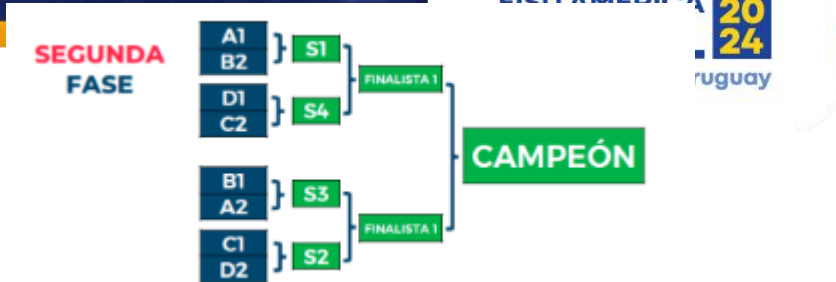 20
24
ruguay
SEGUNDA
FASE
A1
B2
S1
D1
C2
S4
FINALISTA 1
B1
A2
S3
C1
D2
S2
FINALISTA 1
CAMPEÓN